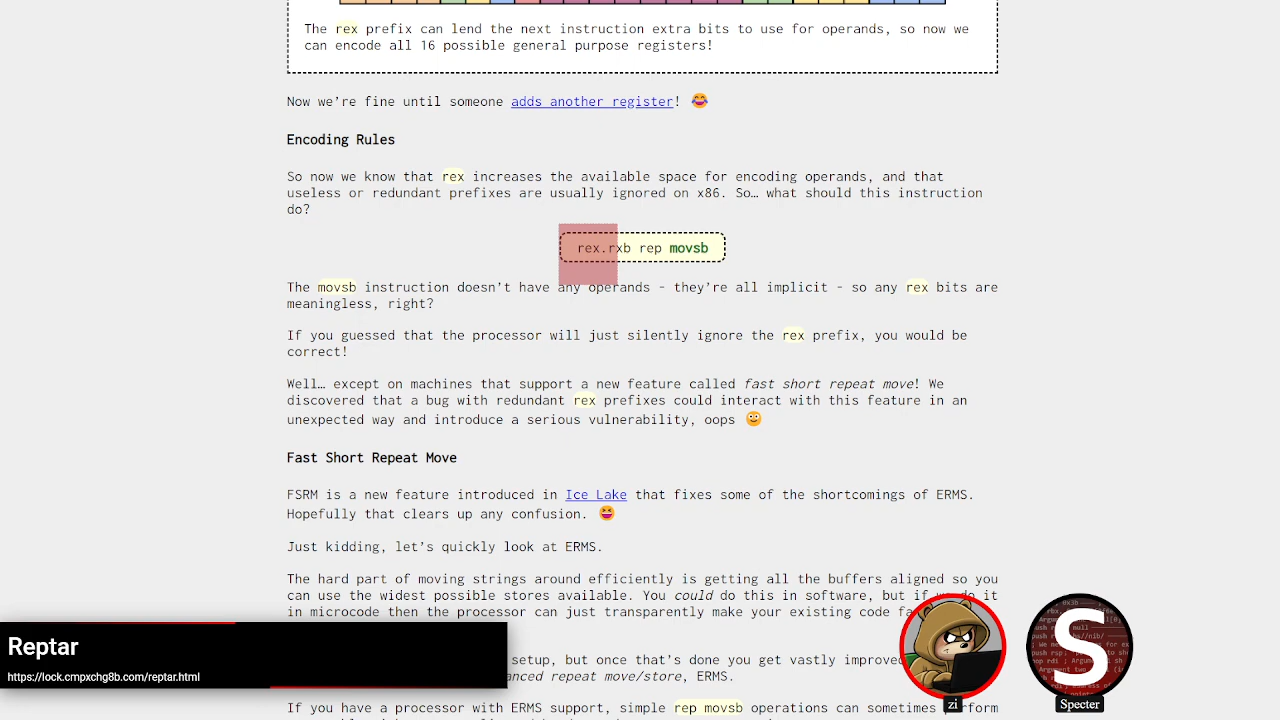 The rex prefix can lend the next instruction extra bits to use for operands, so now we
can encode all 16 possible general purpose registers!
Now we're fine until someone adds another register! 😂
Encoding Rules
So now we know that rex increases the available space for encoding operands, and that
useless or redundant prefixes are usually ignored on x86. So… what should this instruction
do?
rex.rxb rep movsb
The movsb instruction doesn't have any operands - they're all implicit - so any rex bits are
meaningless, right?
If you guessed that the processor will just silently ignore the rex prefix, you would be
correct!
Well… except on machines that support a new feature called fast short repeat move! We
discovered that a bug with redundant rex prefixes could interact with this feature in an
unexpected way and introduce a serious vulnerability, oops 🙂
Fast Short Repeat Move
FSRM is a new feature introduced in Ice Lake that fixes some of the shortcomings of ERMS.
Hopefully that clears up any confusion. 😆
Just kidding, let's quickly look at ERMS.
The hard part of moving strings around efficiently is getting all the buffers aligned so you
can use the widest possible stores available. You could do this in software, but if we do it
in microcode then the processor can just transparently make your existing code
setup, but once that's done you get vastly improved
move/store, ERMS.
If you have a processor with ERMS support, simple rep movsb operations can sometimes perform
Reptar
https://lock.cmpxchg8b.com/reptar.html
zi
S
Specter